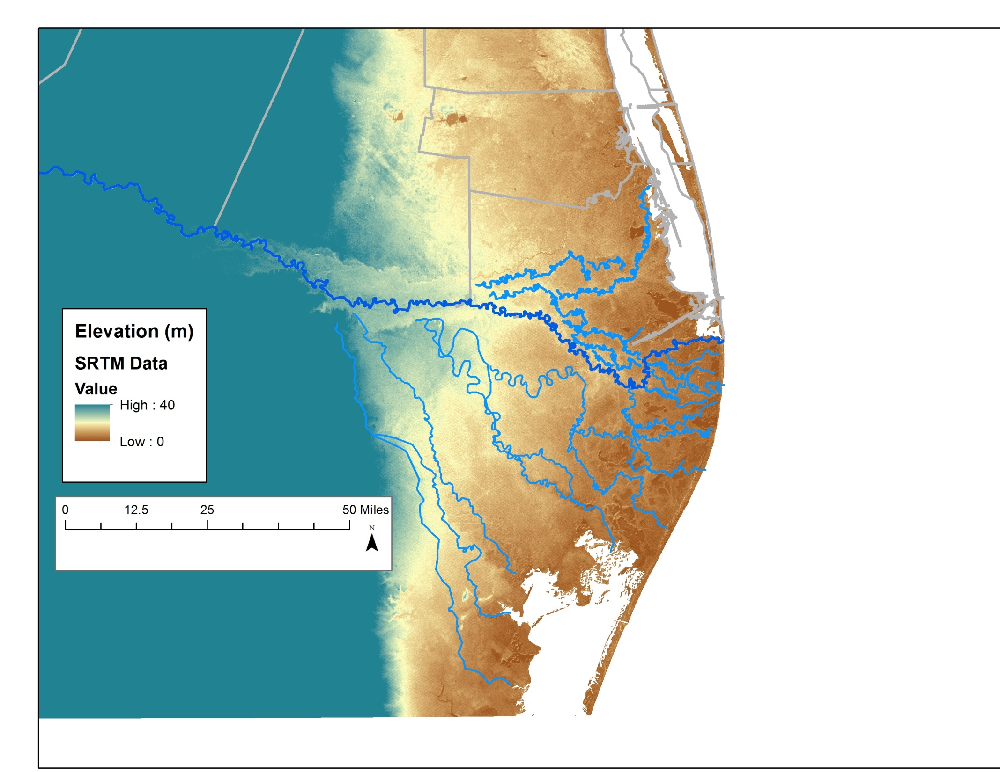 Elevation (m)
SRTM Data
Value
High : 40
Low : 0
0 12.5 25 50 Miles
N